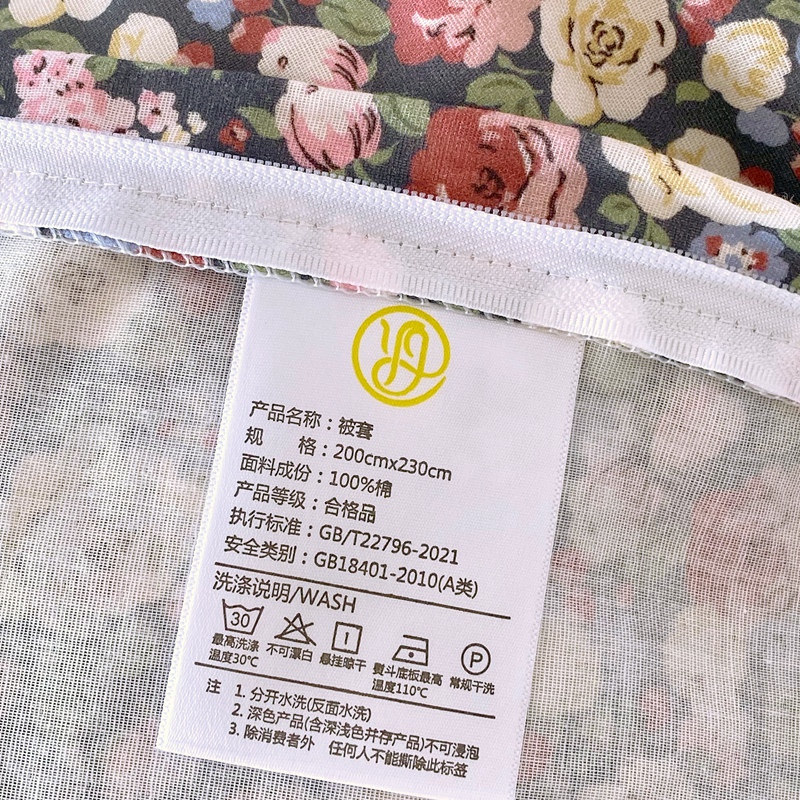 产品名称：被套
规 格：200cmx230cm
面料成份：100%棉
产品等级：合格品
执行标准：GB/T22796-2021
安全类别：GB18401-2010(A类)
洗涤说明/WASH
30
P
最高洗涤 不可漂白 悬挂晾干 熨斗底板最高 常规干洗
温度30℃ 温度110℃
注 1. 分开水洗(反面水洗)
2. 深色产品(含深浅色并存产品)不可浸泡
3. 除消费者外 任何人不能撕除此标签